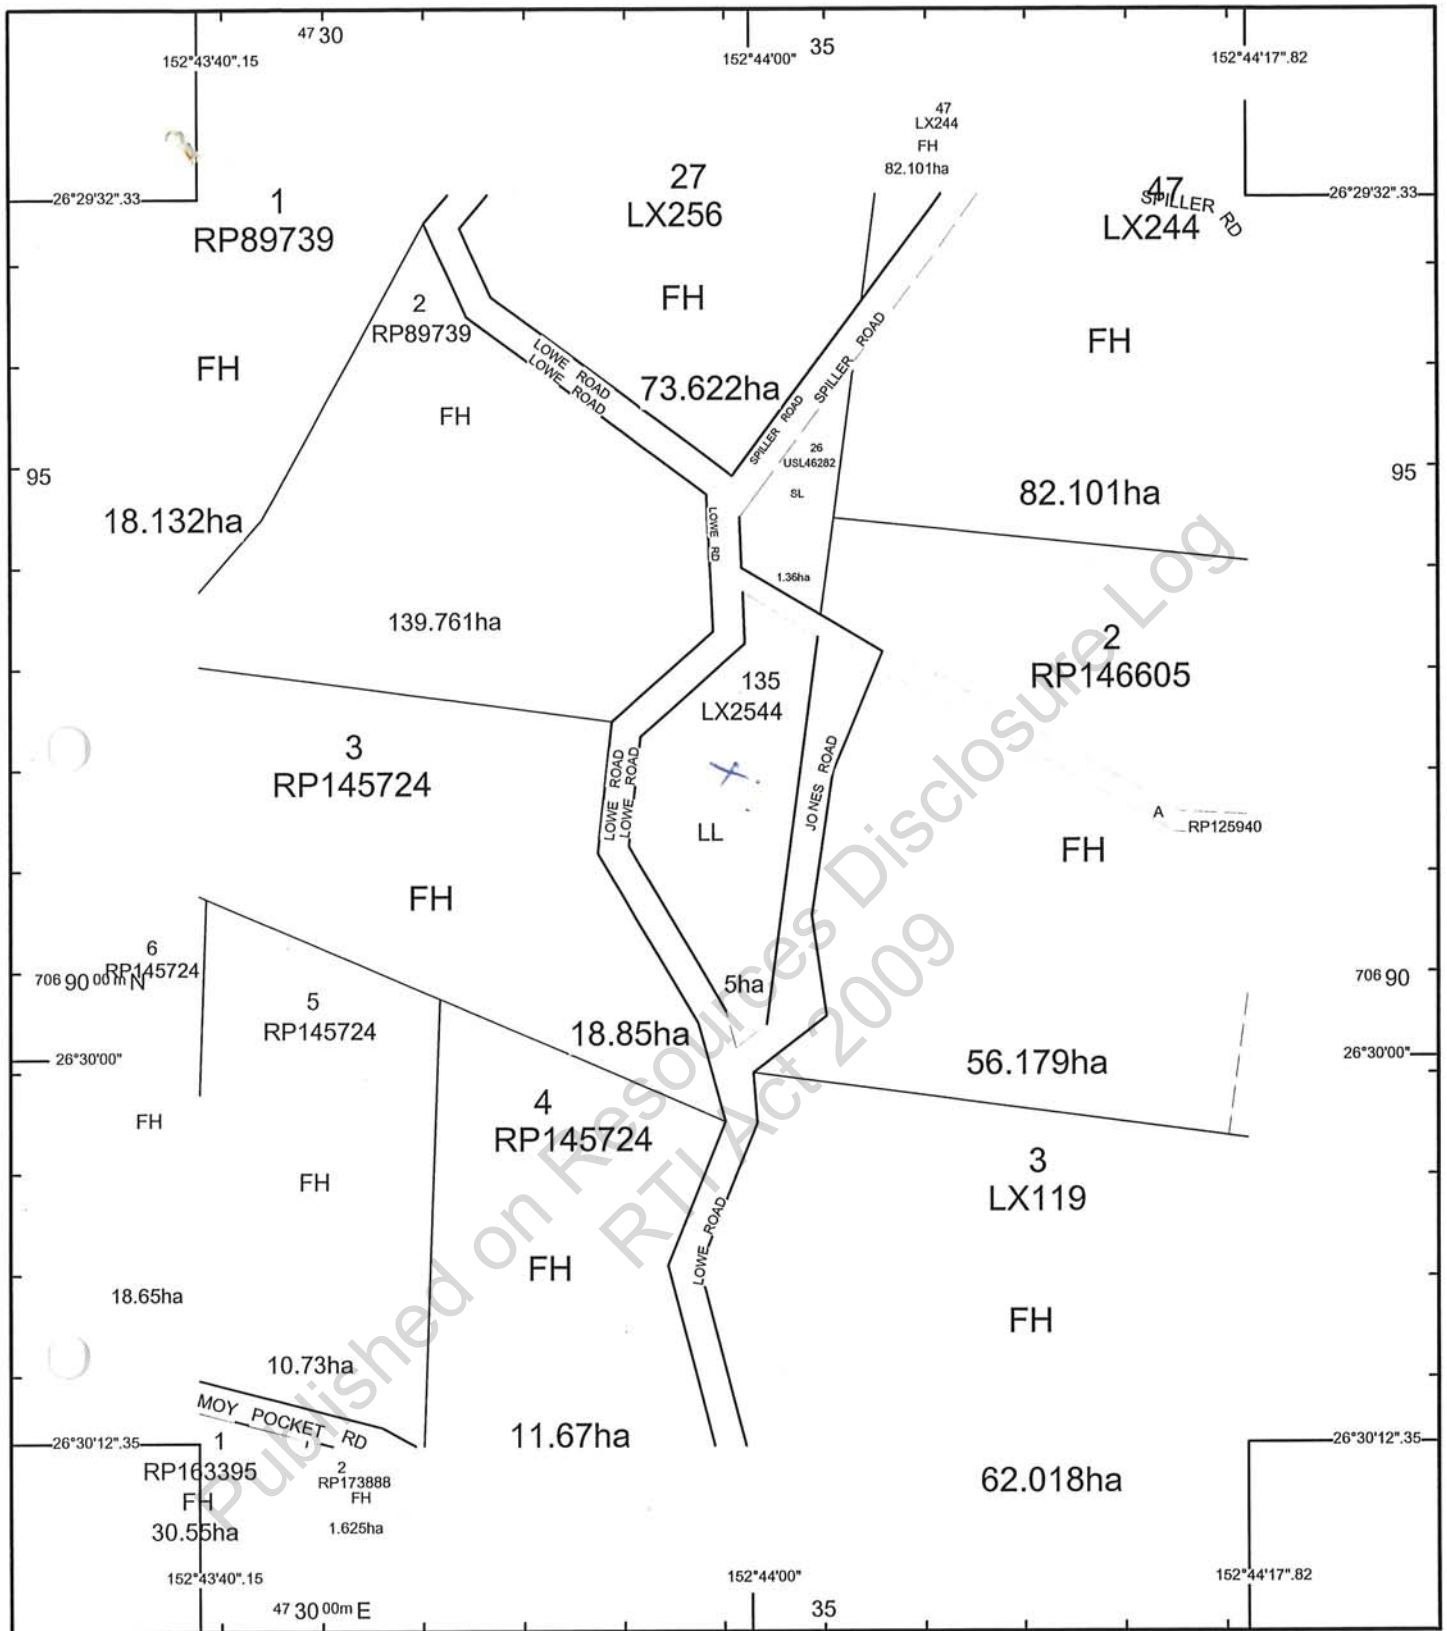 47 30
35
152°43'40".15
152°44'00"
152°44'17".82
47
LX244
FH
82.101ha
26°29'32".33
26°29'32".33
1
RP89739
FH
18.132ha
2
RP89739
FH
139.761ha
27
LX256
FH
73.622ha
47
LX244
FH
82.101ha
SPILLER RD
LOWE ROAD
LOWE ROAD
SPILLER ROAD
SPILLER ROAD
26
USL46282
SL
1.36ha
95
95
LOWE RD
3
RP145724
FH
18.85ha
135
LX2544
LL
5ha
LOWE ROAD
LOWE ROAD
JONES ROAD
2
RP146605
FH
56.179ha
A
RP125940
6
RP145724
FH
18.65ha
706 90 00 m N
706 90
26°30'00"
26°30'00"
5
RP145724
FH
10.73ha
4
RP145724
FH
11.67ha
LOWE ROAD
3
LX119
FH
62.018ha
MOY POCKET RD
26°30'12".35
26°30'12".35
1
RP163395
FH
30.55ha
2
RP173888
FH
1.625ha
152°43'40".15
152°44'00"
152°44'17".82
47 30 00m E
35
Published on Resources Disclosure Log
RTI Act 2009